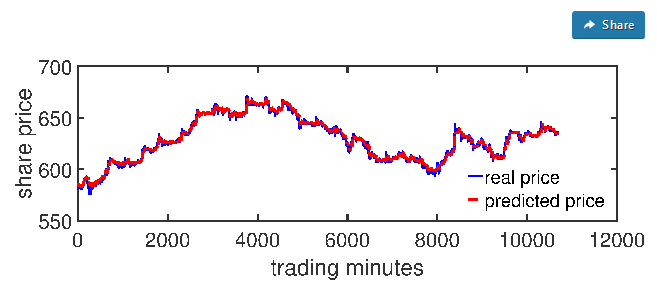 Share
700
650
600
550
share price
real price
predicted price
0 2000 4000 6000 8000 10000 12000
trading minutes